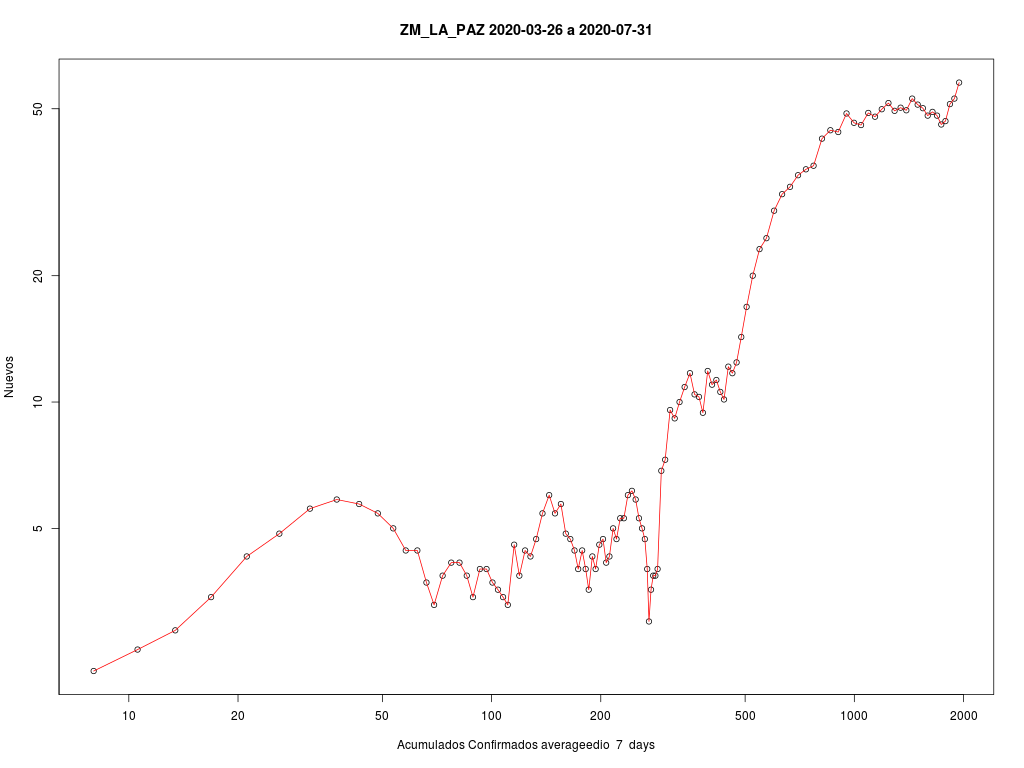 ZM_LA_PAZ 2020-03-26 a 2020-07-31
Nuevos
50
20
10
5
10 20 50 100 200 500 1000 2000
Acumulados Confirmados averageedio 7 days